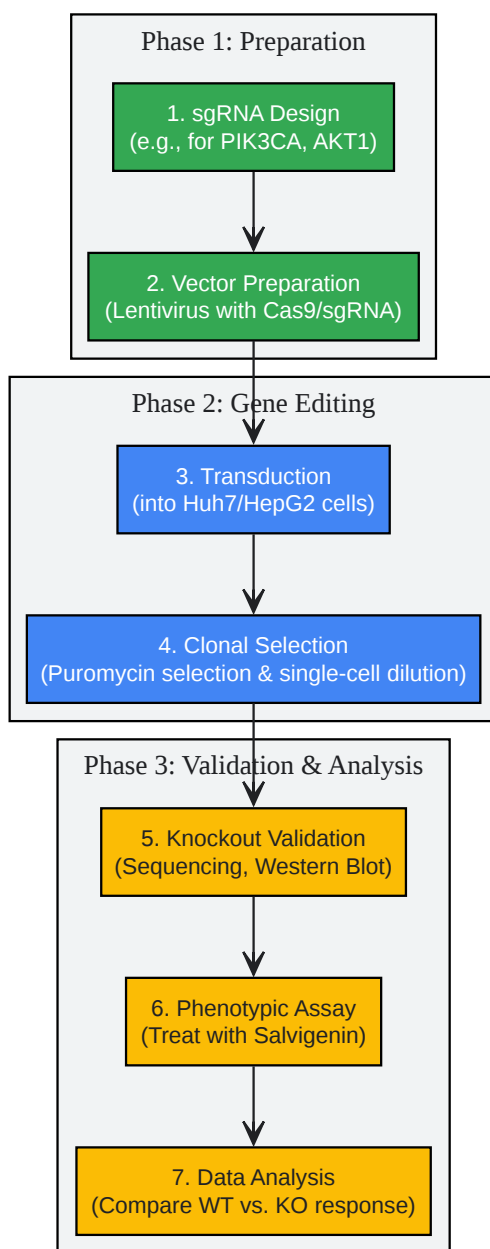 Phase 1: Preparation
1. sgRNA Design
(e.g., for PIK3CA, AKT1)
2. Vector Preparation
(Lentivirus with Cas9/sgRNA)
Phase 2: Gene Editing
3. Transduction
(into Huh7/HepG2 cells)
4. Clonal Selection
(Puromycin selection & single-cell dilution)
Phase 3: Validation & Analysis
5. Knockout Validation
(Sequencing, Western Blot)
6. Phenotypic Assay
(Treat with Salvigenin)
7. Data Analysis
(Compare WT vs. KO response)